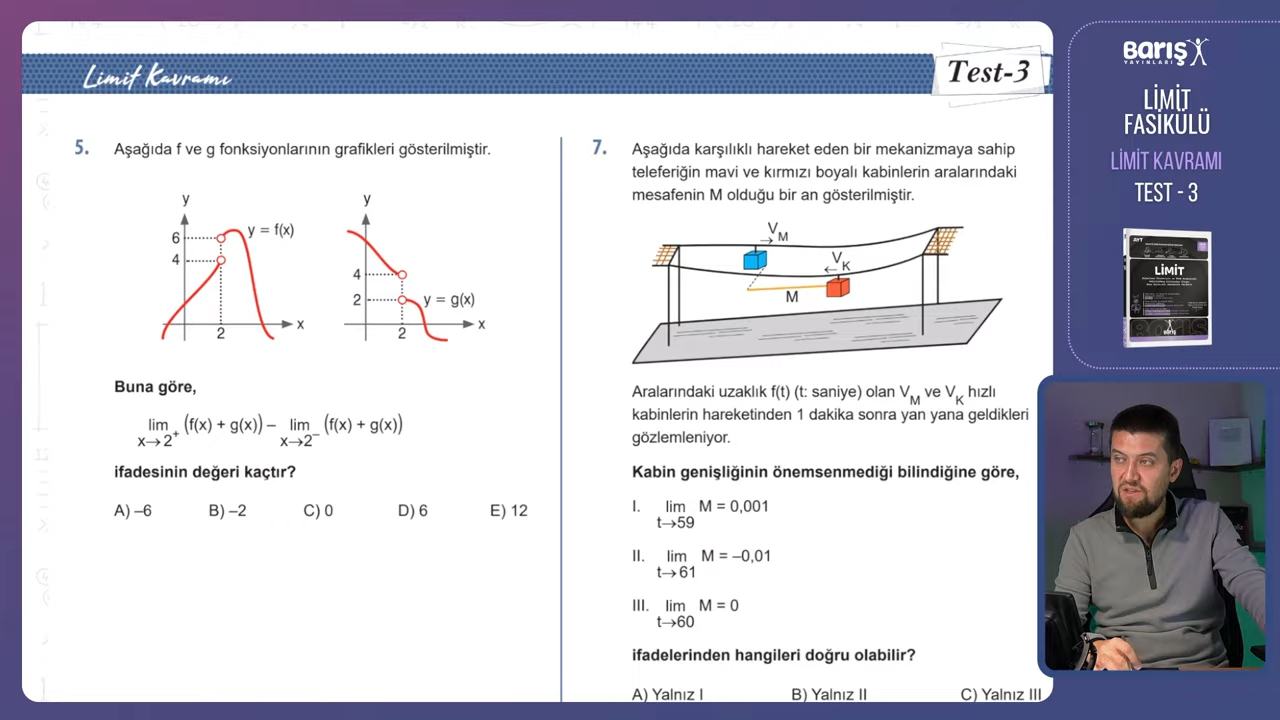 Limit Kavramı
Test-3
5. Aşağıda f ve g fonksiyonlarının grafikleri gösterilmiştir.
y
y
6
4
y = f(x)
2
x
4
2
y = g(x)
2
x
Buna göre,
lim x→2⁺ (f(x) + g(x)) – lim x→2⁻ (f(x) + g(x))
ifadesinin değeri kaçtır?
A) –6 B) –2 C) 0 D) 6 E) 12
7. Aşağıda karşılıklı hareket eden bir mekanizmaya sahip
teleferiğin mavi ve kırmızı boyalı kabinlerin aralarındaki
mesafenin M olduğu bir an gösterilmiştir.
V_M
→
V_K
←
M
Aralarındaki uzaklık f(t) (t: saniye) olan V_M ve V_K hızlı
kabinlerin hareketinden 1 dakika sonra yan yana geldikleri
gözlemleniyor.
Kabin genişliğinin önemsenmediği bilindiğine göre,
I. lim t→59 M = 0,001
II. lim t→61 M = –0,01
III. lim t→60 M = 0
ifadelerinden hangileri doğru olabilir?
A) Yalnız I B) Yalnız II C) Yalnız III
BARIŞ
YAYINLARI
LİMİT
FASİKÜLÜ
LİMİT KAVRAMI
TEST - 3
AYT
LİMİT
BARIŞ